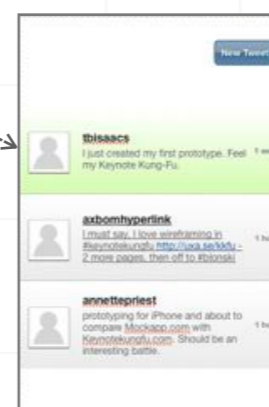 New Tweet
tbisaacs
I just created my first prototype. Feel
my Keynote Kung-Fu.
axbomhyperlink
I must say, I love wireframing in
#keynotekungfu http://uxa.se/kkfu -
2 more pages, then off to #blonski
annettepriest
prototyping for iPhone and about to
compare Mockapp.com with
Keynotekungfu.com. Should be an
interesting battle.